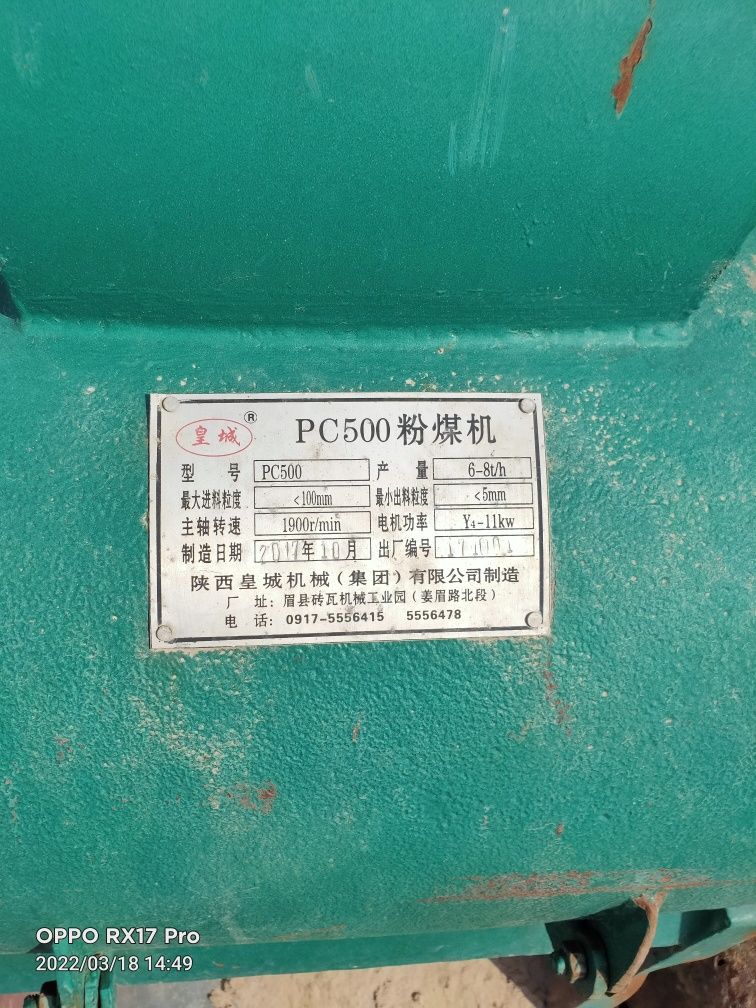 皇城 ®
PC500粉煤机
型号 PC500 产量 6-8t/h
最大进料粒度 <100mm 最小出料粒度 <5mm
主轴转速 1900r/min 电机功率 Y4-11kw
制造日期 2017年10月 出厂编号
陕西皇城机械(集团)有限公司制造
厂址:眉县砖瓦机械工业园(姜眉路北段)
电话:0917-5556415 5556478
OPPO RX17 Pro
2022/03/18 14:49